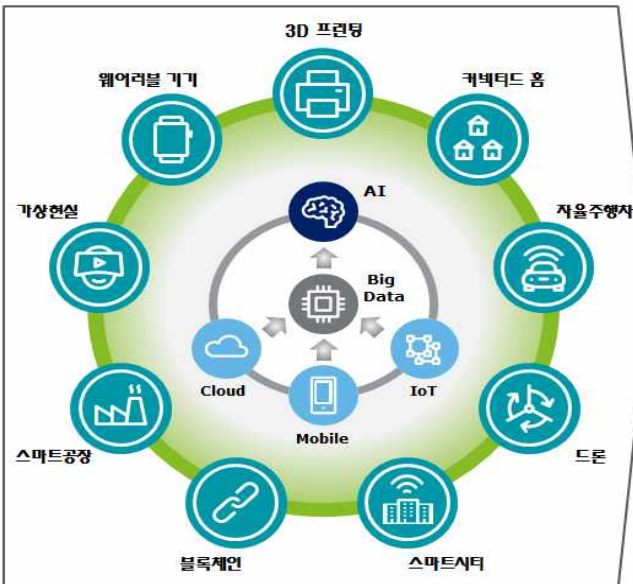 3D 프린팅
웨어러블 기기
커넥티드 홈
가상현실
AI
자율주행차
Big
Data
Cloud
IoT
Mobile
스마트공장
드론
블록체인
스마트시티